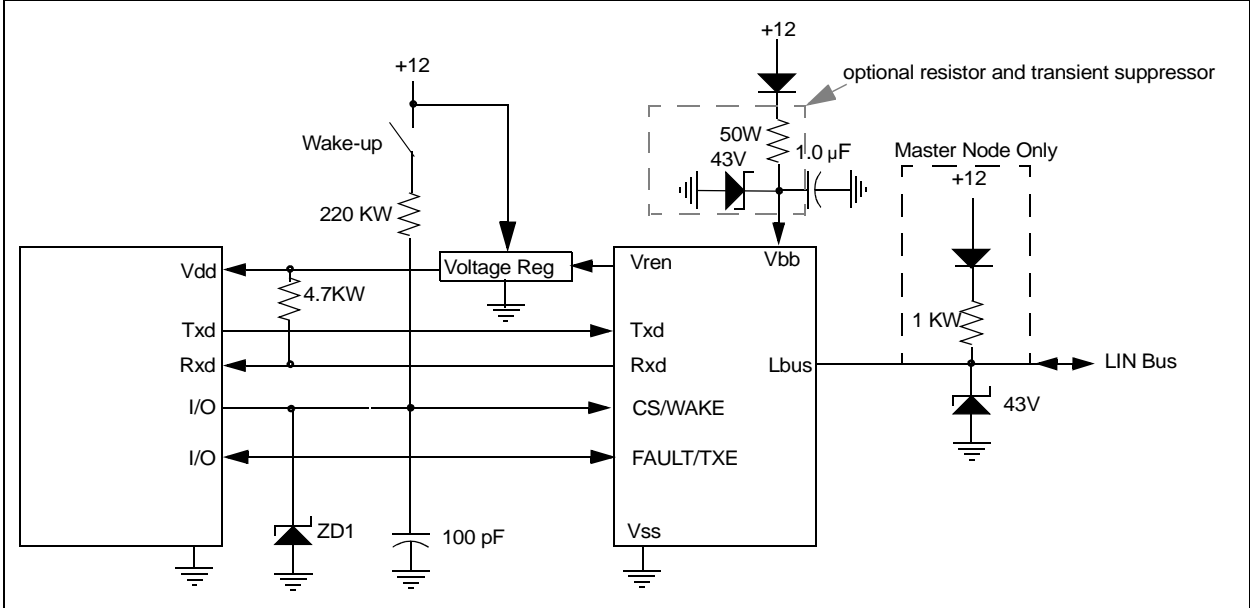 +12
optional resistor and transient suppressor
+12
Wake-up
50W
43V
1.0 µF
Master Node Only
+12
220 KW
Vdd
Voltage Reg
Vren
Vbb
4.7KW
1 KW
Txd
Txd
Rxd
Rxd
Lbus
LIN Bus
I/O
CS/WAKE
43V
I/O
FAULT/TXE
ZD1
100 pF
Vss